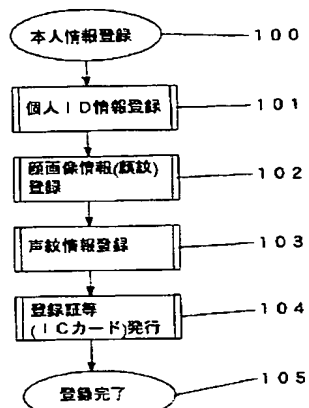 本人情報登録 100
個人ID情報登録 101
顔画像情報(顔紋) 102
登録
声紋情報登録 103
登録証等 104
(ICカード)発行
登録完了 105